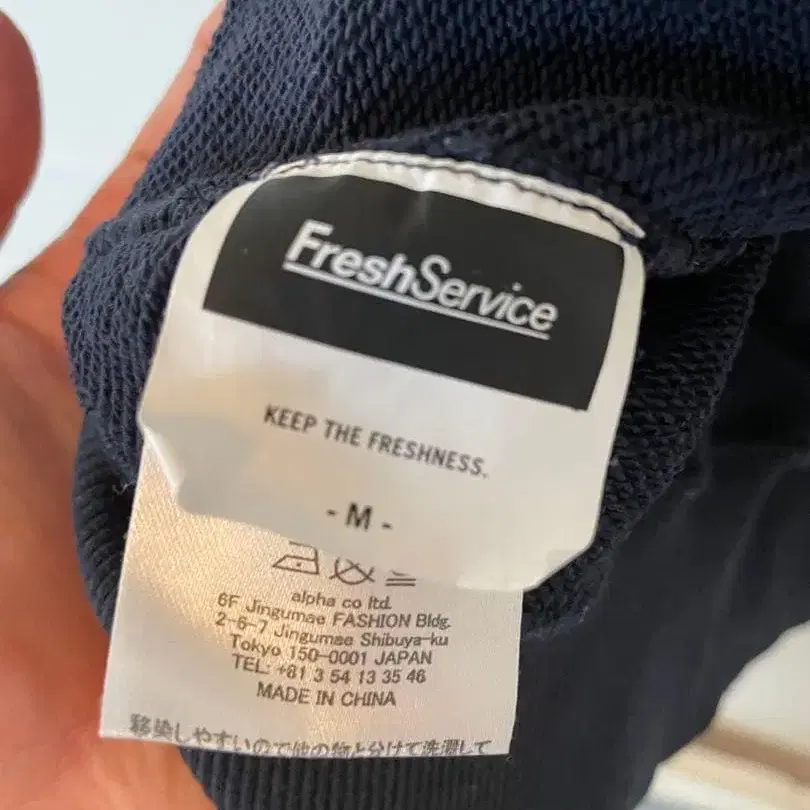 FreshService
KEEP THE FRESHNESS.
- M -
alpha co ltd.
6F Jingumae FASHION Bldg.
2-6-7 Jingumae Shibuya-ku
Tokyo 150-0001 JAPAN
TEL: +81 3 54 13 35 46
MADE IN CHINA
移染しやすいので他の物と分けて洗濯して